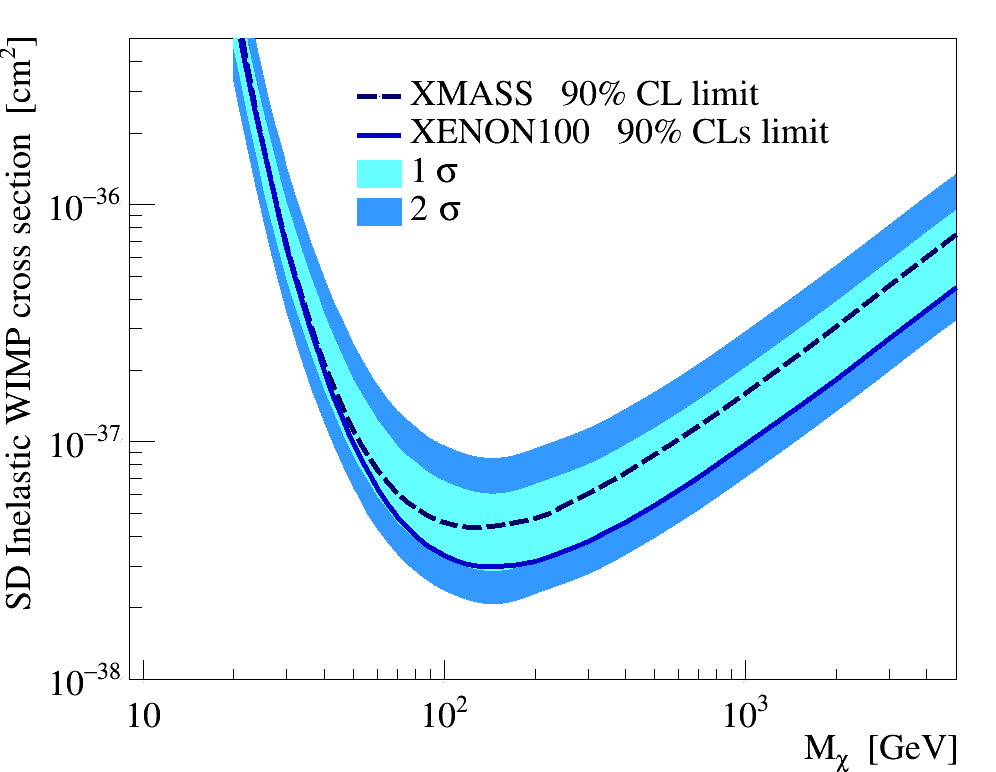 SD Inelastic WIMP cross section [cm²]
XMASS 90% CL limit
XENON100 90% CLs limit
1 σ
2 σ
10⁻³⁶
10⁻³⁷
10⁻³⁸
10 10² 10³
Mᵪ [GeV]